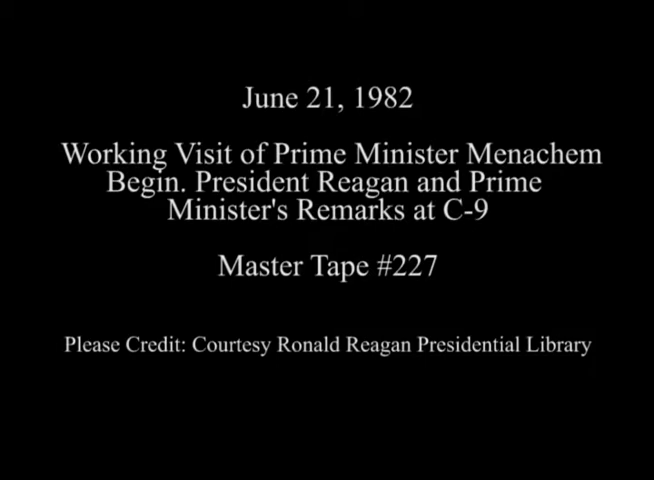 June 21, 1982
Working Visit of Prime Minister Menachem
Begin. President Reagan and Prime
Minister's Remarks at C-9
Master Tape #227
Please Credit: Courtesy Ronald Reagan Presidential Library